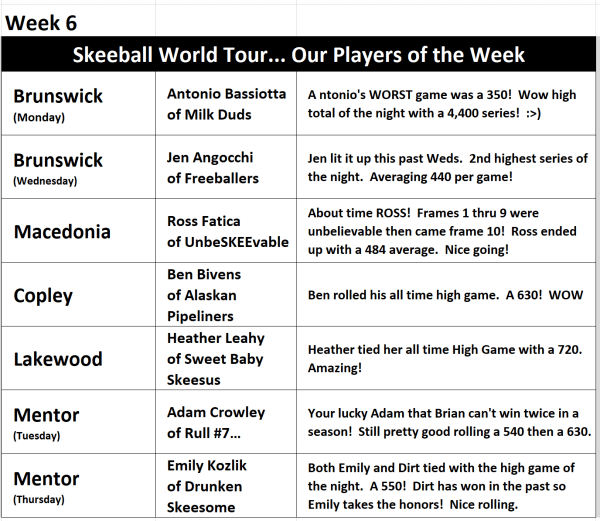 Week 6
Skeeball World Tour... Our Players of the Week
Brunswick
(Monday)
Antonio Bassiotta
of Milk Duds
A ntonio's WORST game was a 350!  Wow high
total of the night with a 4,400 series!  :>)
Brunswick
(Wednesday)
Jen Angocchi
of Freeballers
Jen lit it up this past Weds.  2nd highest series of
the night.  Averaging 440 per game!
Macedonia
Ross Fatica
of UnbeSKEEvable
About time ROSS!  Frames 1 thru 9 were
unbelievable then came frame 10!  Ross ended
up with a 484 average.  Nice going!
Copley
Ben Bivens
of Alaskan
Pipeliners
Ben rolled his all time high game.  A 630!  WOW
Lakewood
Heather Leahy
of Sweet Baby
Skeesus
Heather tied her all time High Game with a 720.
Amazing!
Mentor
(Tuesday)
Adam Crowley
of Rull #7...
Your lucky Adam that Brian can't win twice in a
season!  Still pretty good rolling a 540 then a 630.
Mentor
(Thursday)
Emily Kozlik
of Drunken
Skeesome
Both Emily and Dirt tied with the high game of
the night.  A 550!  Dirt has won in the past so
Emily takes the honors!  Nice rolling.